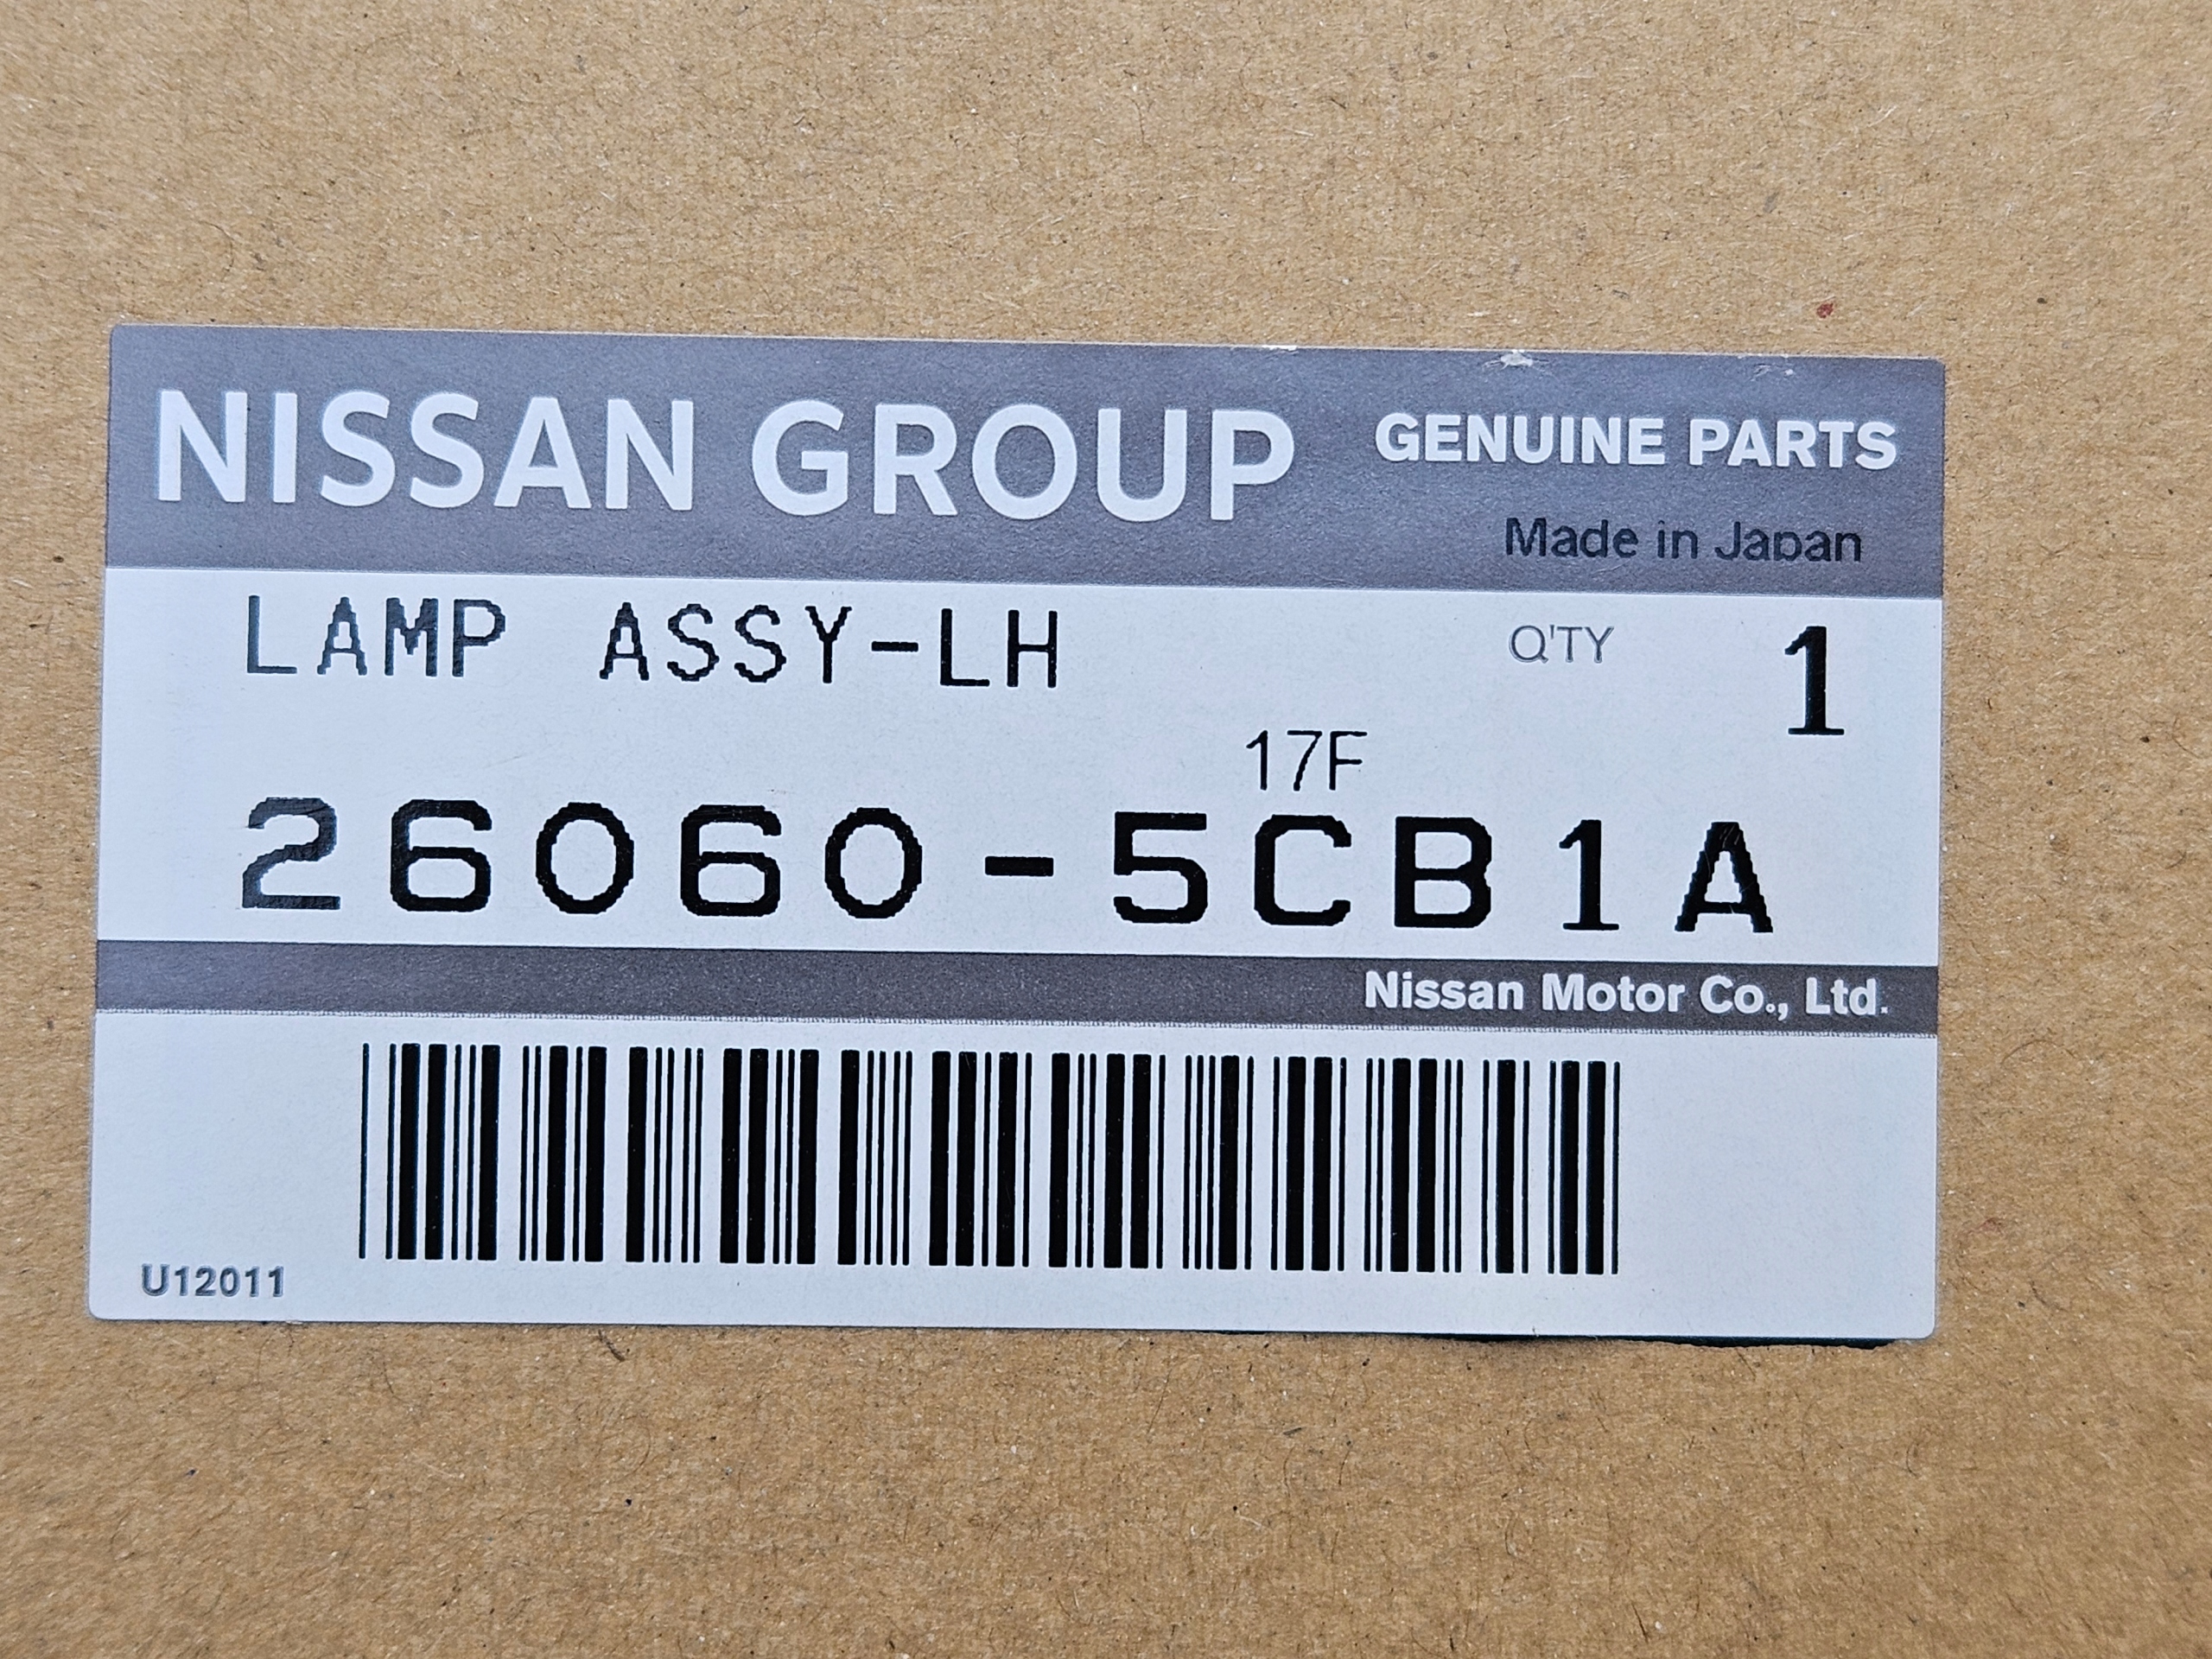 NISSAN GROUP GENUINE PARTS
Made in Japan
LAMP ASSY-LH Q'TY 1
17F
26060-5CB1A
Nissan Motor Co., Ltd.
U12011